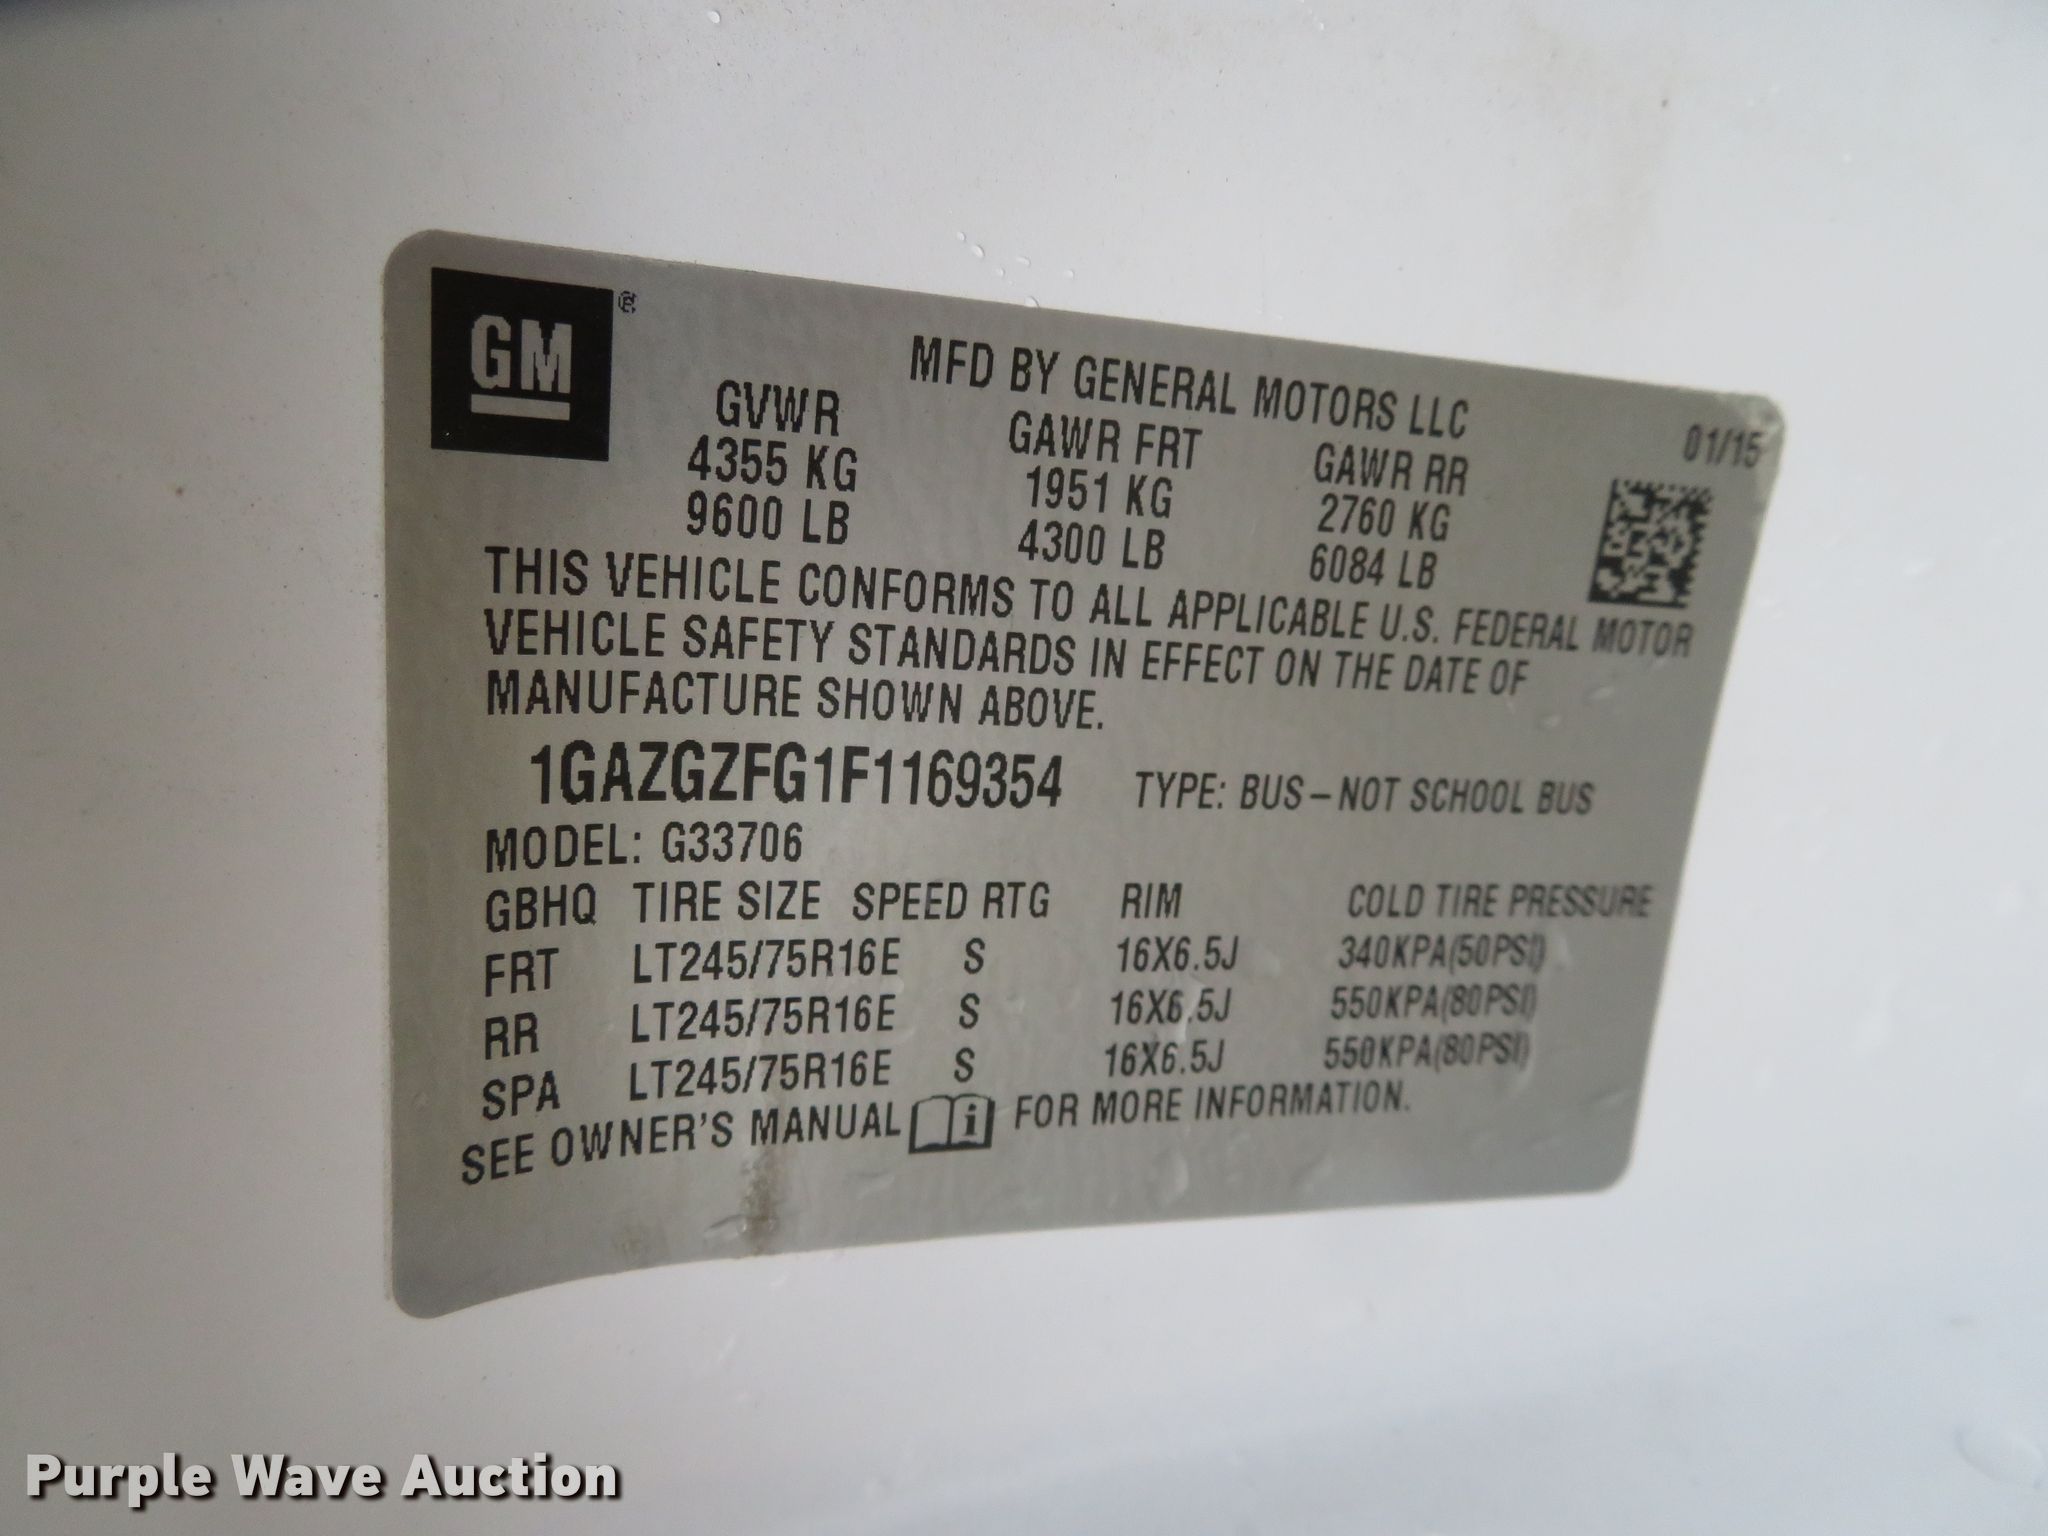 GM®
MFD BY GENERAL MOTORS LLC
01/15
GVWR GAWR FRT GAWR RR
4355 KG 1951 KG 2760 KG
9600 LB 4300 LB 6084 LB
THIS VEHICLE CONFORMS TO ALL APPLICABLE U.S. FEDERAL MOTOR
VEHICLE SAFETY STANDARDS IN EFFECT ON THE DATE OF
MANUFACTURE SHOWN ABOVE.
1GAZGZFG1F1169354 TYPE: BUS–NOT SCHOOL BUS
MODEL: G33706
GBHQ TIRE SIZE SPEED RTG RIM COLD TIRE PRESSURE
FRT LT245/75R16E S 16X6.5J 340KPA(50PSI)
RR LT245/75R16E S 16X6.5J 550KPA(80PSI)
SPA LT245/75R16E S 16X6.5J 550KPA(80PSI)
SEE OWNER'S MANUAL i FOR MORE INFORMATION.
Purple Wave Auction